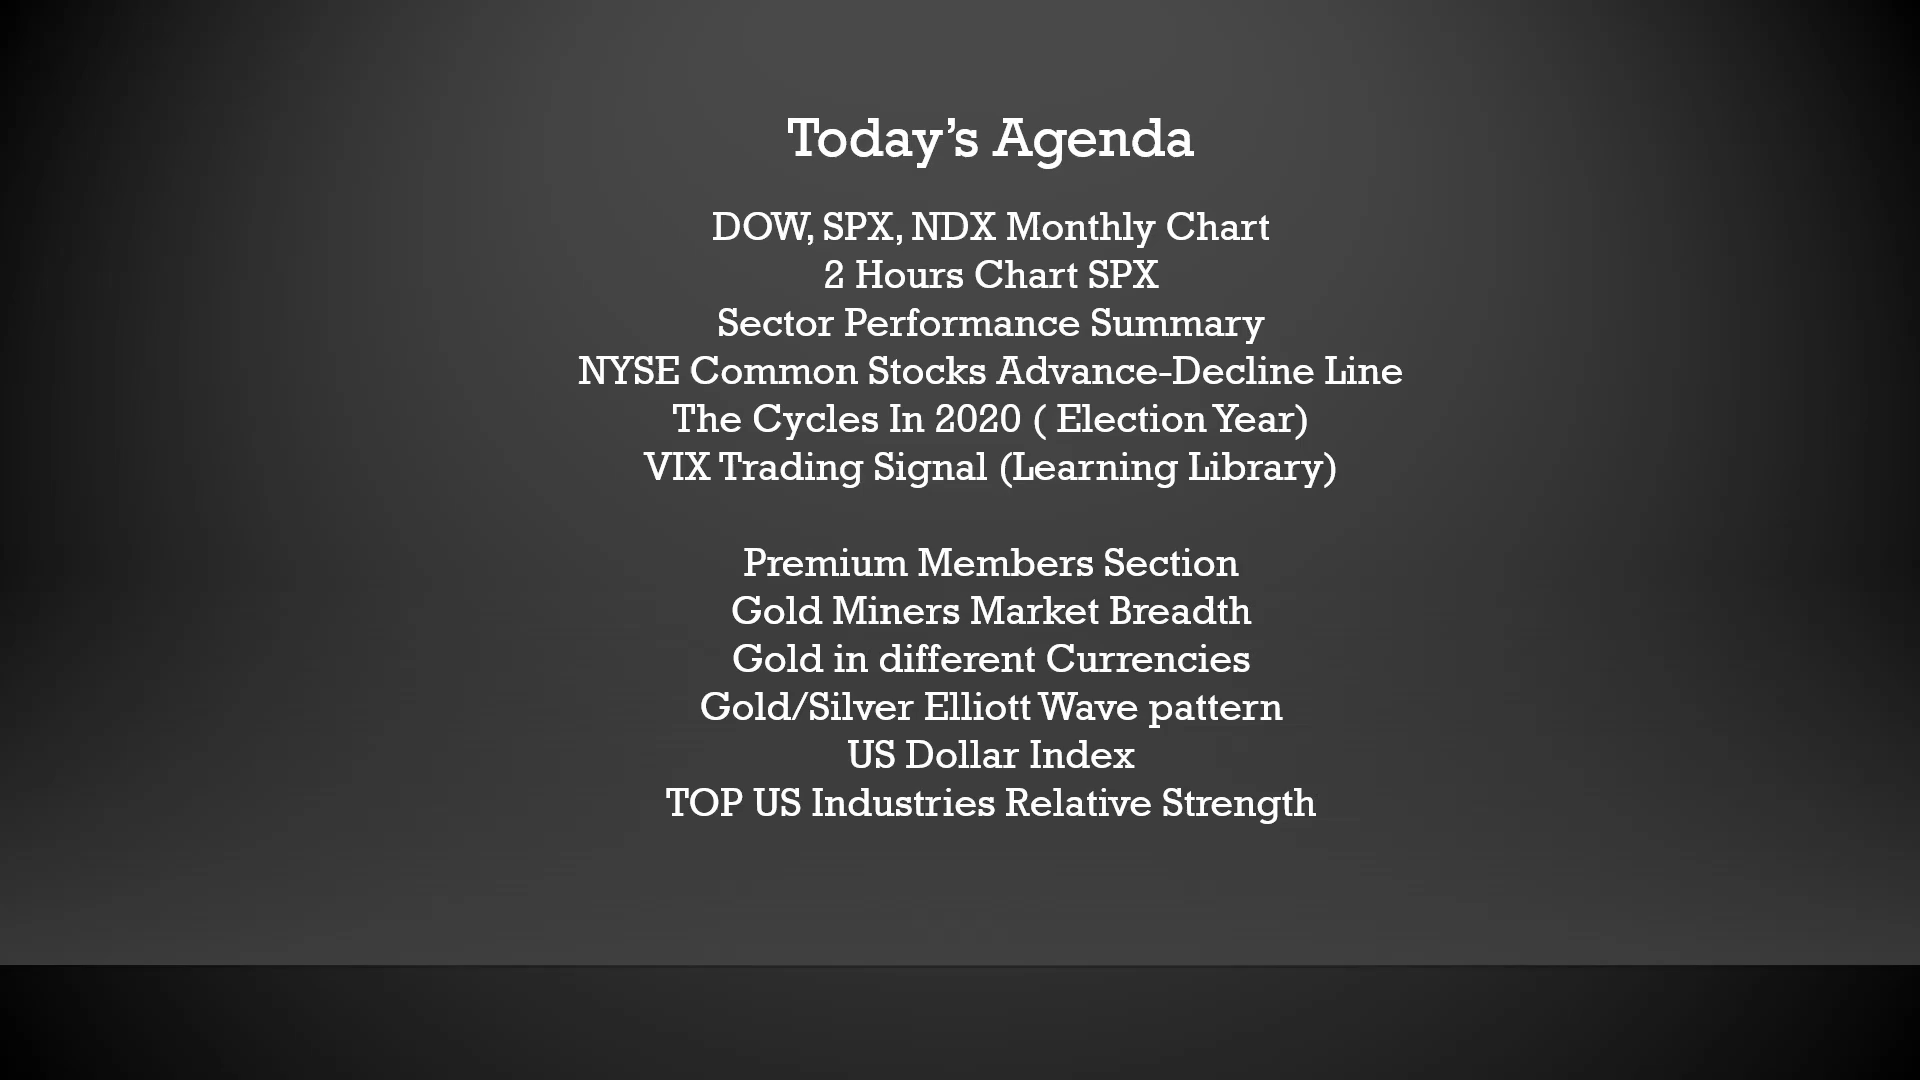 Today’s Agenda
DOW, SPX, NDX Monthly Chart
2 Hours Chart SPX
Sector Performance Summary
NYSE Common Stocks Advance-Decline Line
The Cycles In 2020 ( Election Year)
VIX Trading Signal (Learning Library)
Premium Members Section
Gold Miners Market Breadth
Gold in different Currencies
Gold/Silver Elliott Wave pattern
US Dollar Index
TOP US Industries Relative Strength